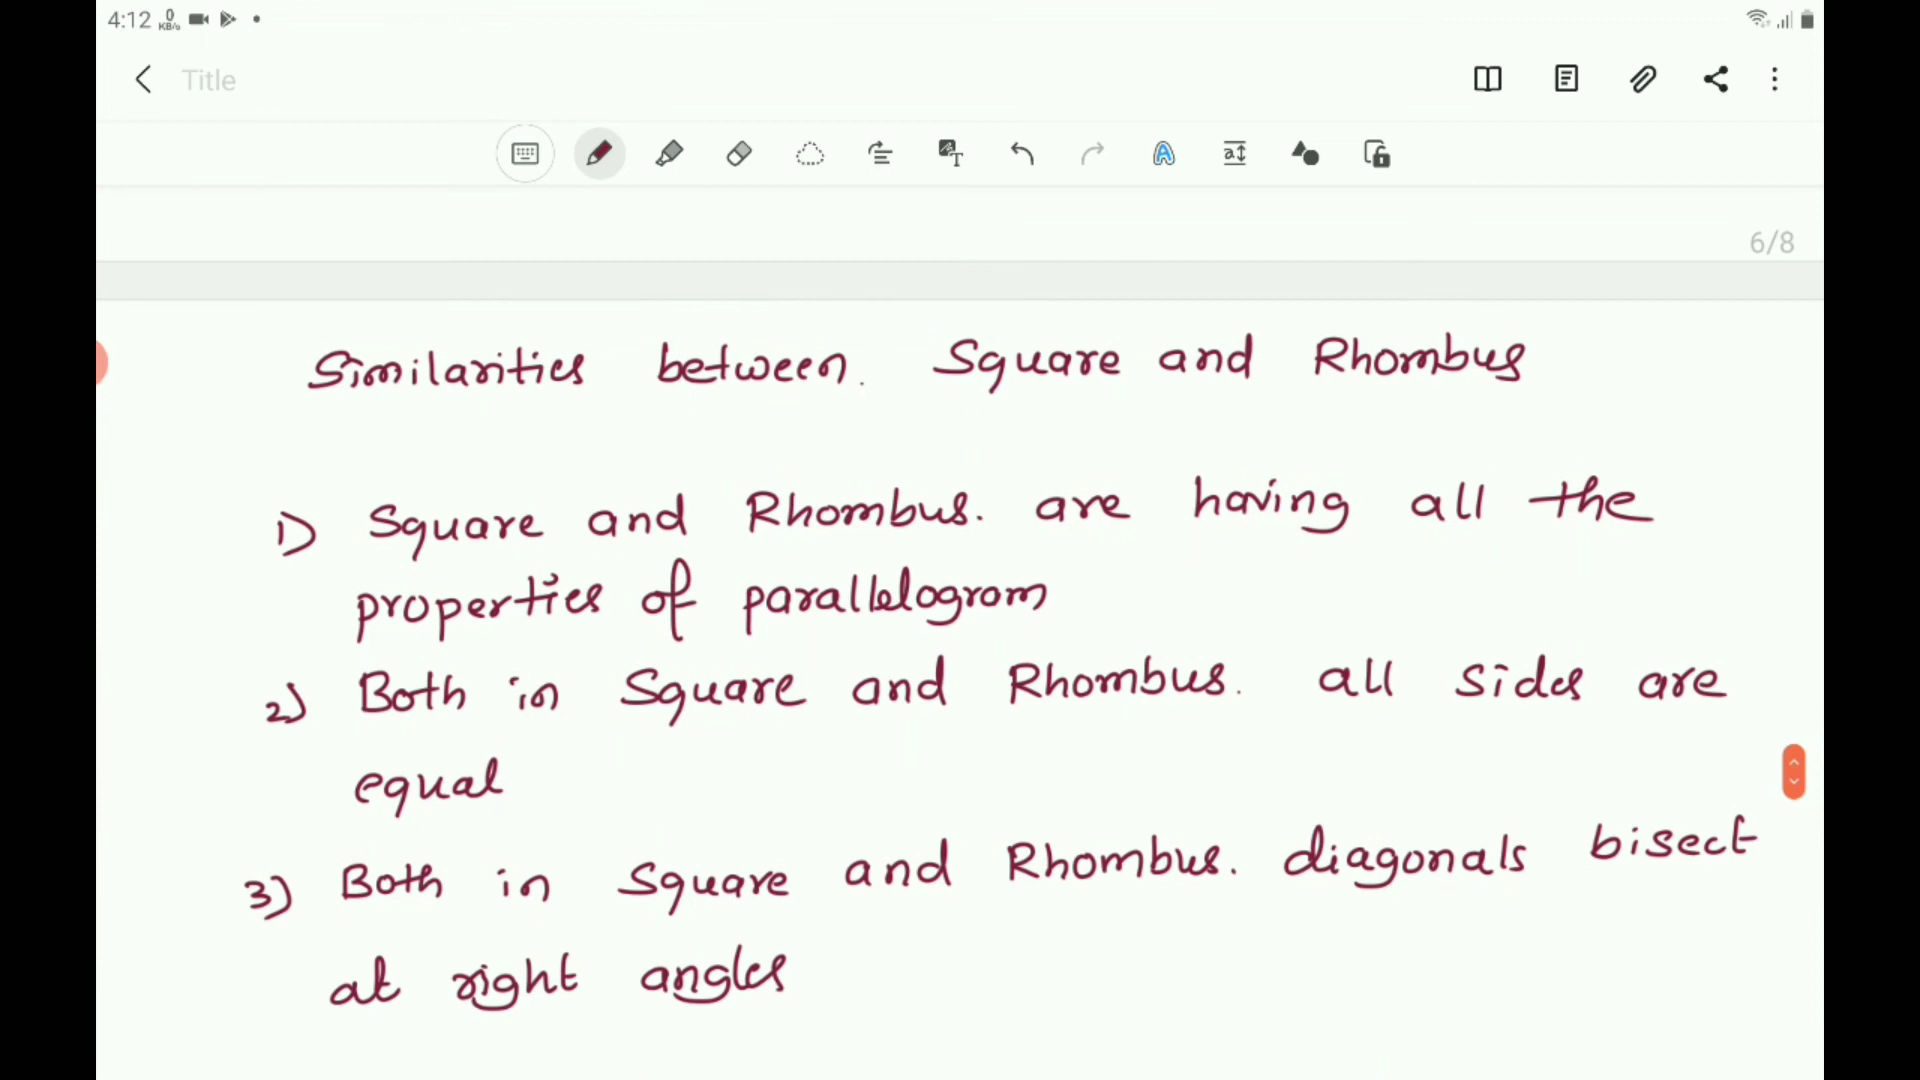 4:12 0 KB/s
Title
6/8
Similarities between. Square and Rhombus
1) Square and Rhombus. are having all the
properties of parallelogram
2) Both in Square and Rhombus. all sides are
equal
3) Both in Square and Rhombus. diagonals bisect
at right angles